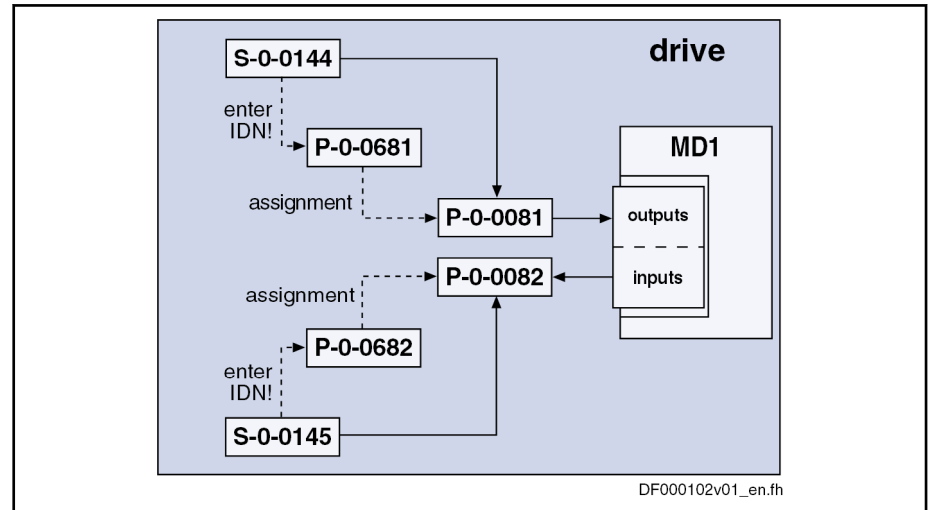 drive
S-0-0144
enter
IDN!
P-0-0681
MD1
assignment
P-0-0081
outputs
P-0-0082
inputs
assignment
P-0-0682
enter
IDN!
S-0-0145
DF000102v01_en.fh